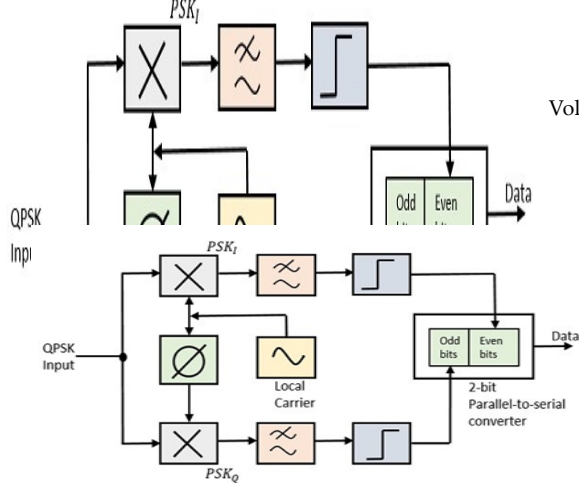 PSK_I
Vol
Odd Even
Data
QPSK
PSK_I
QPSK
Input
Odd Even
bits bits
Data
Local
Carrier
2-bit
Parallel-to-serial
converter
PSK_Q